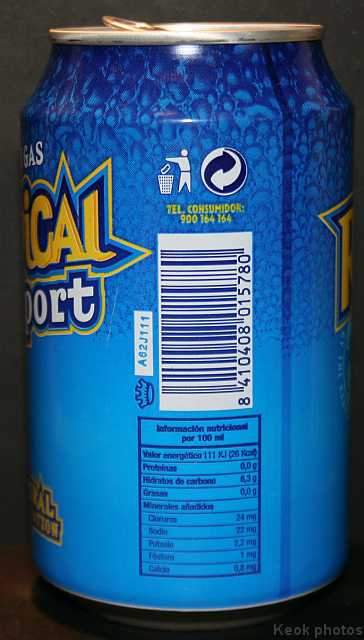 GAS
iCAL
port
TEL. CONSUMIDOR:
900 164 164
A62J111
8 410408 015780
Información nutricional
por 100 ml
Valor energético 111 KJ (26 Kcal)
Proteínas 0,0 g
Hidratos de carbono 6,3 g
Grasas 0,0 g
Minerales añadidos
Cloruros 24 mg
Sodio 22 mg
Potasio 2,2 mg
Fósforo 1 mg
Calcio 0,8 mg
Keok photos